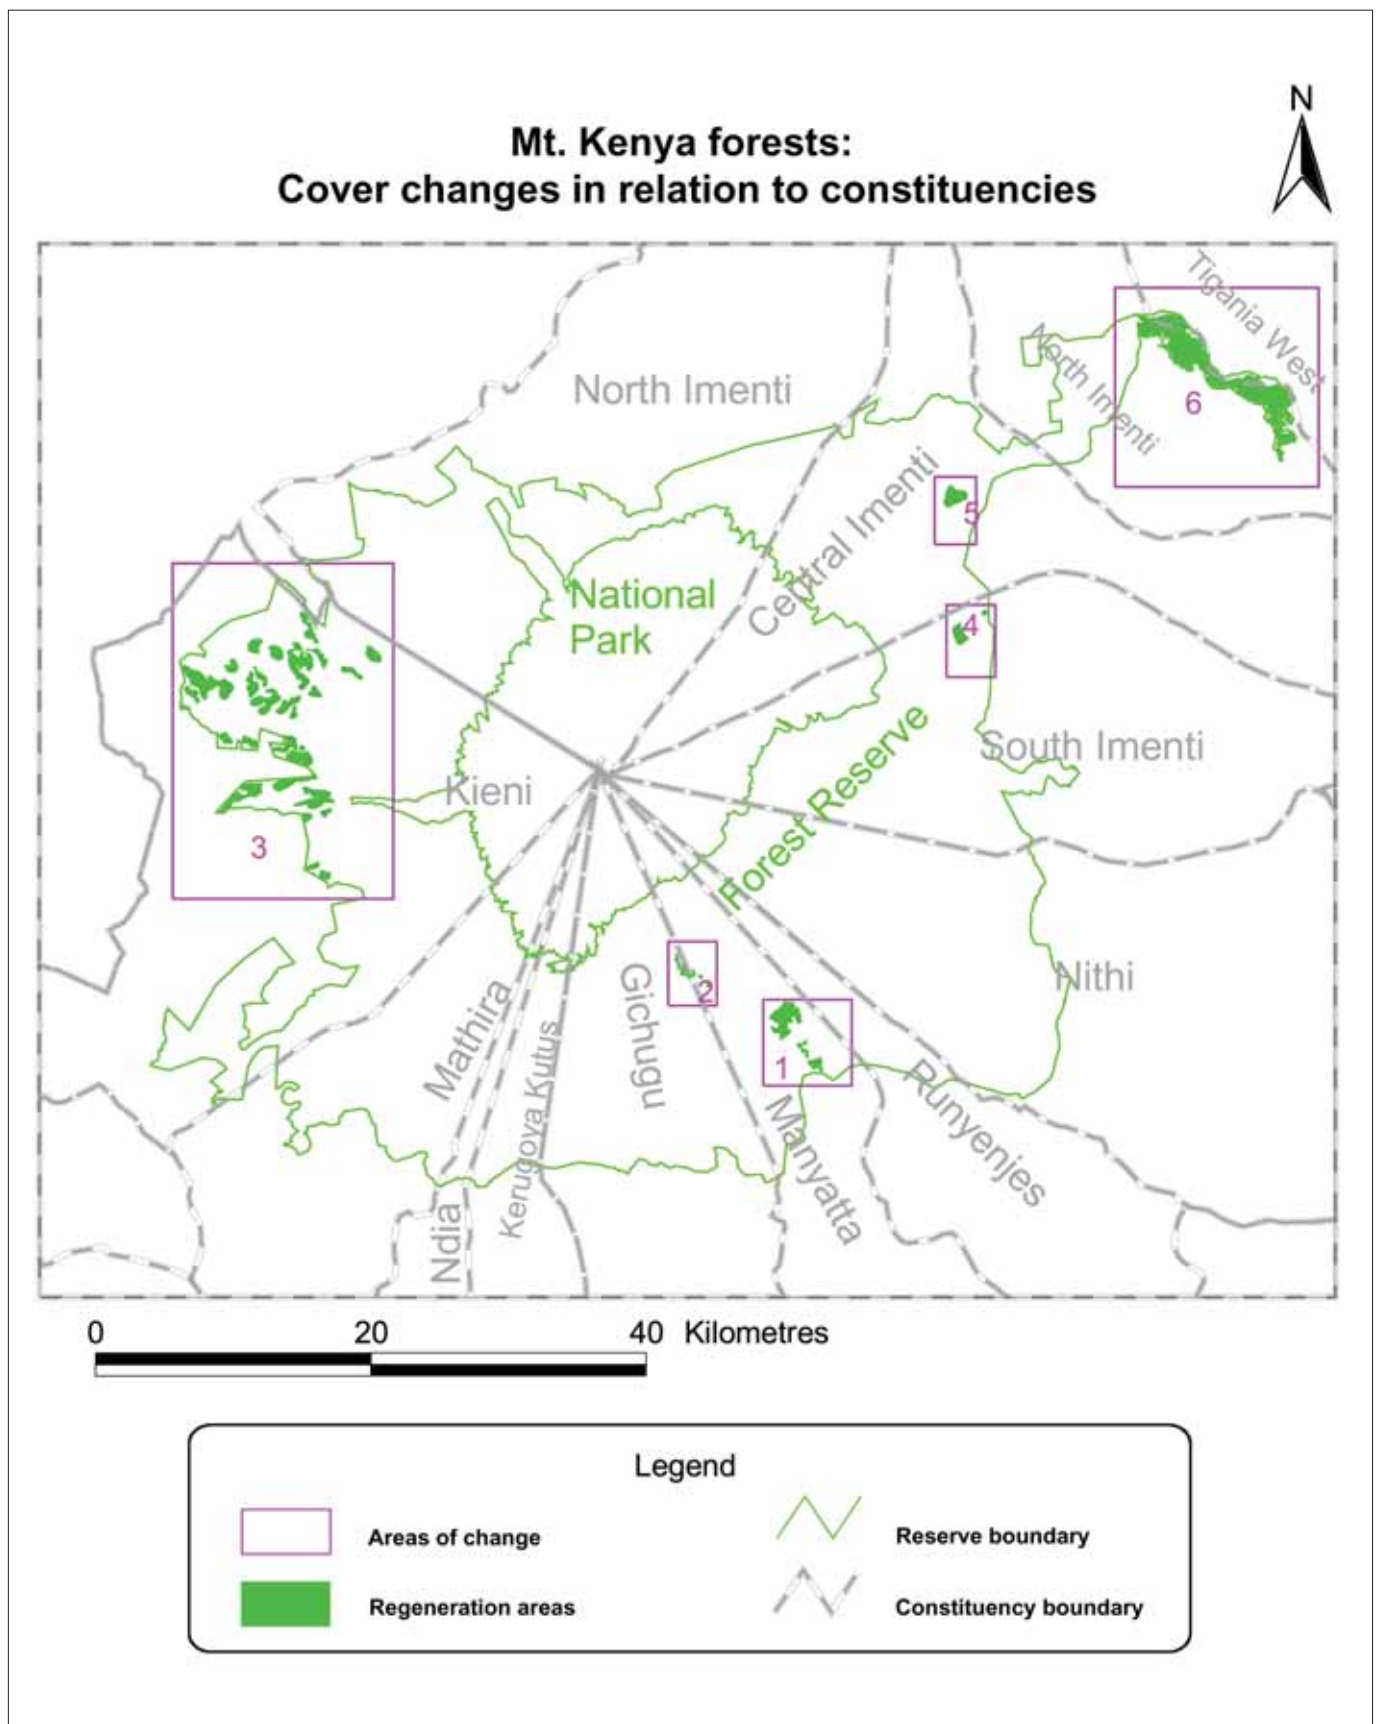 N
Mt. Kenya forests:
Cover changes in relation to constituencies
Tigania West
North Imenti
North Imenti
6
Central Imenti
5
National
Park
4
South Imenti
Forest Reserve
Kieni
3
Nithi
2
Gichugu
Mathira
1
Kerugoya Kutus
Runyenjes
Manyatta
Ndia
0 20 40 Kilometres
Legend
Areas of change
Reserve boundary
Regeneration areas
Constituency boundary